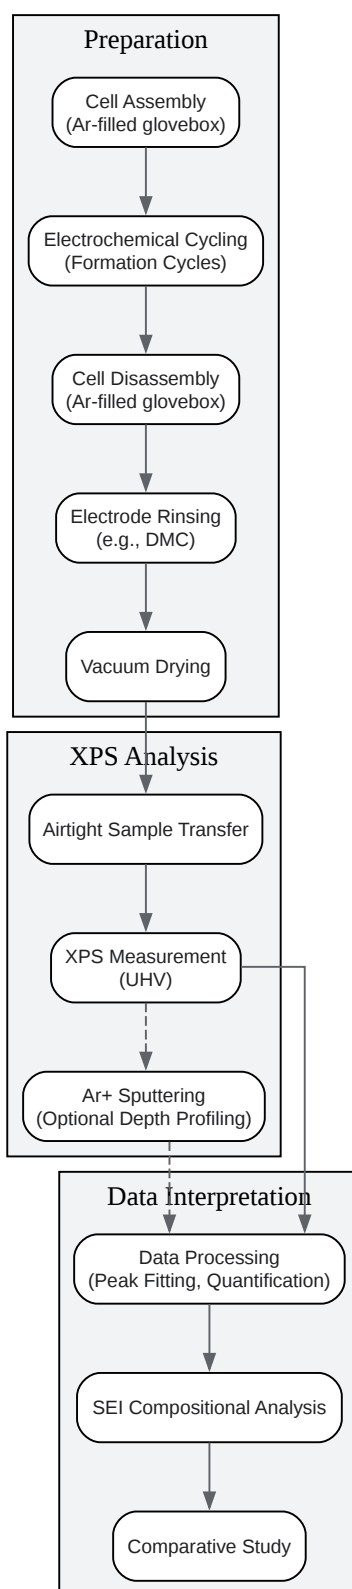 Preparation
Cell Assembly
(Ar-filled glovebox)
Electrochemical Cycling
(Formation Cycles)
Cell Disassembly
(Ar-filled glovebox)
Electrode Rinsing
(e.g., DMC)
Vacuum Drying
XPS Analysis
Airtight Sample Transfer
XPS Measurement
(UHV)
Ar+ Sputtering
(Optional Depth Profiling)
Data Interpretation
Data Processing
(Peak Fitting, Quantification)
SEI Compositional Analysis
Comparative Study